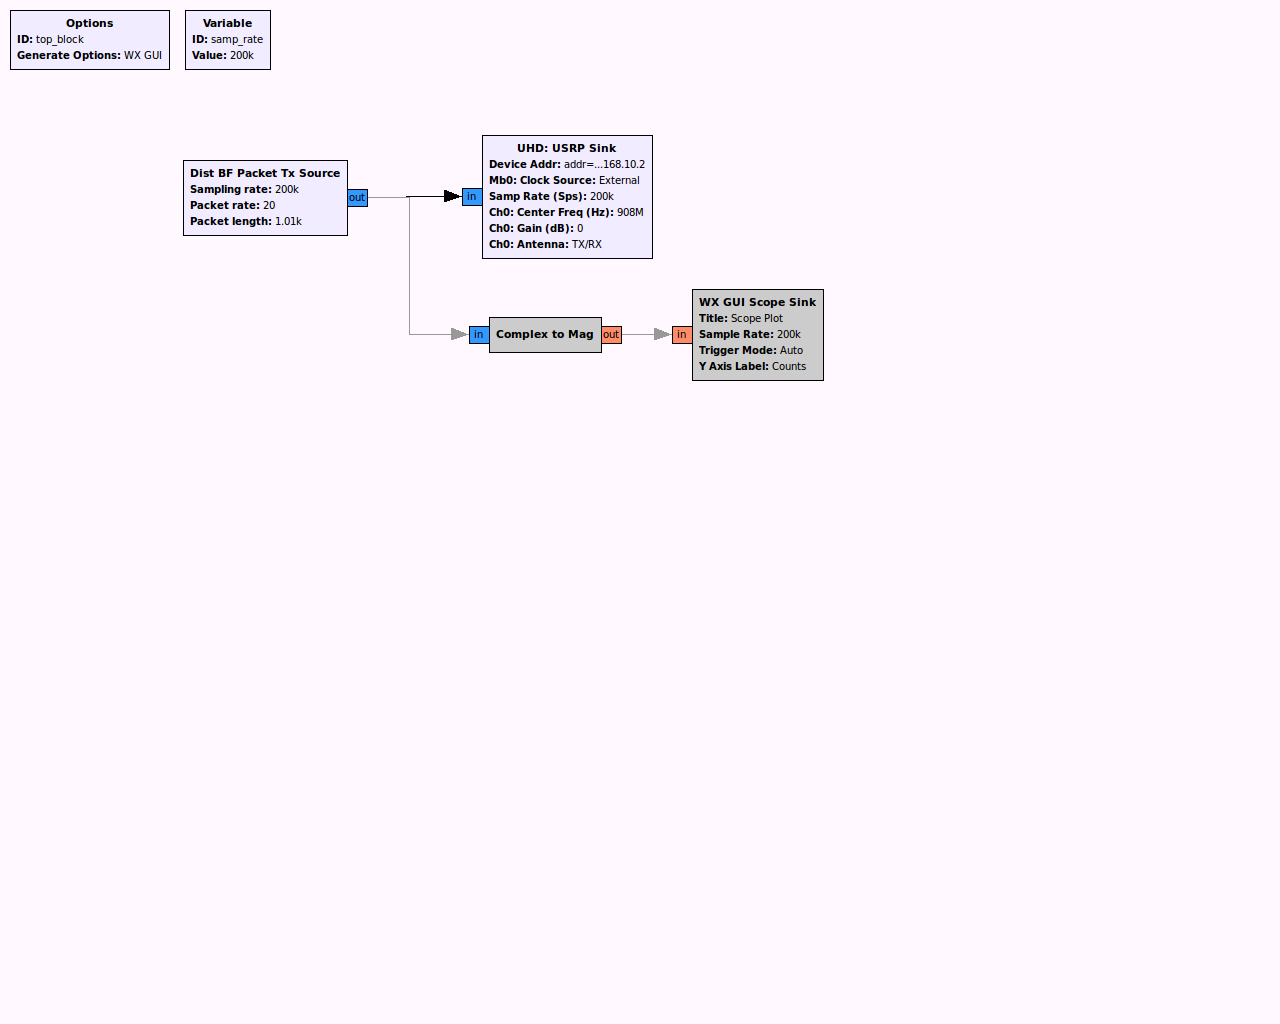 Options
ID: top_block
Generate Options: WX GUI
Variable
ID: samp_rate
Value: 200k
Dist BF Packet Tx Source
Sampling rate: 200k
Packet rate: 20
Packet length: 1.01k
out
in
UHD: USRP Sink
Device Addr: addr=...168.10.2
Mb0: Clock Source: External
Samp Rate (Sps): 200k
Ch0: Center Freq (Hz): 908M
Ch0: Gain (dB): 0
Ch0: Antenna: TX/RX
in
Complex to Mag
out
in
WX GUI Scope Sink
Title: Scope Plot
Sample Rate: 200k
Trigger Mode: Auto
Y Axis Label: Counts